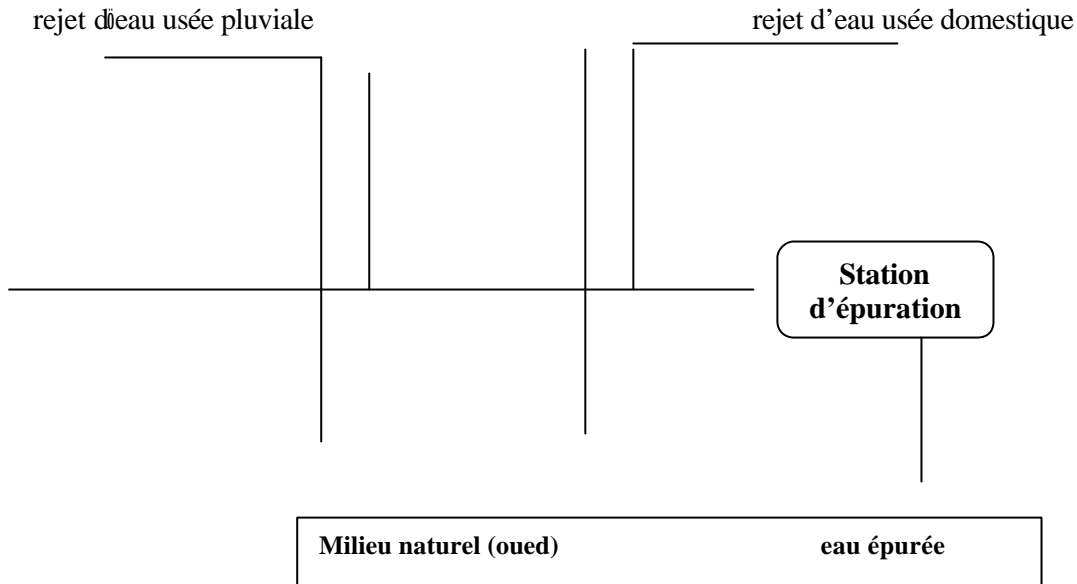 rejet d'eau usée pluviale
rejet d’eau usée domestique
Station
d’épuration
Milieu naturel (oued)
eau épurée